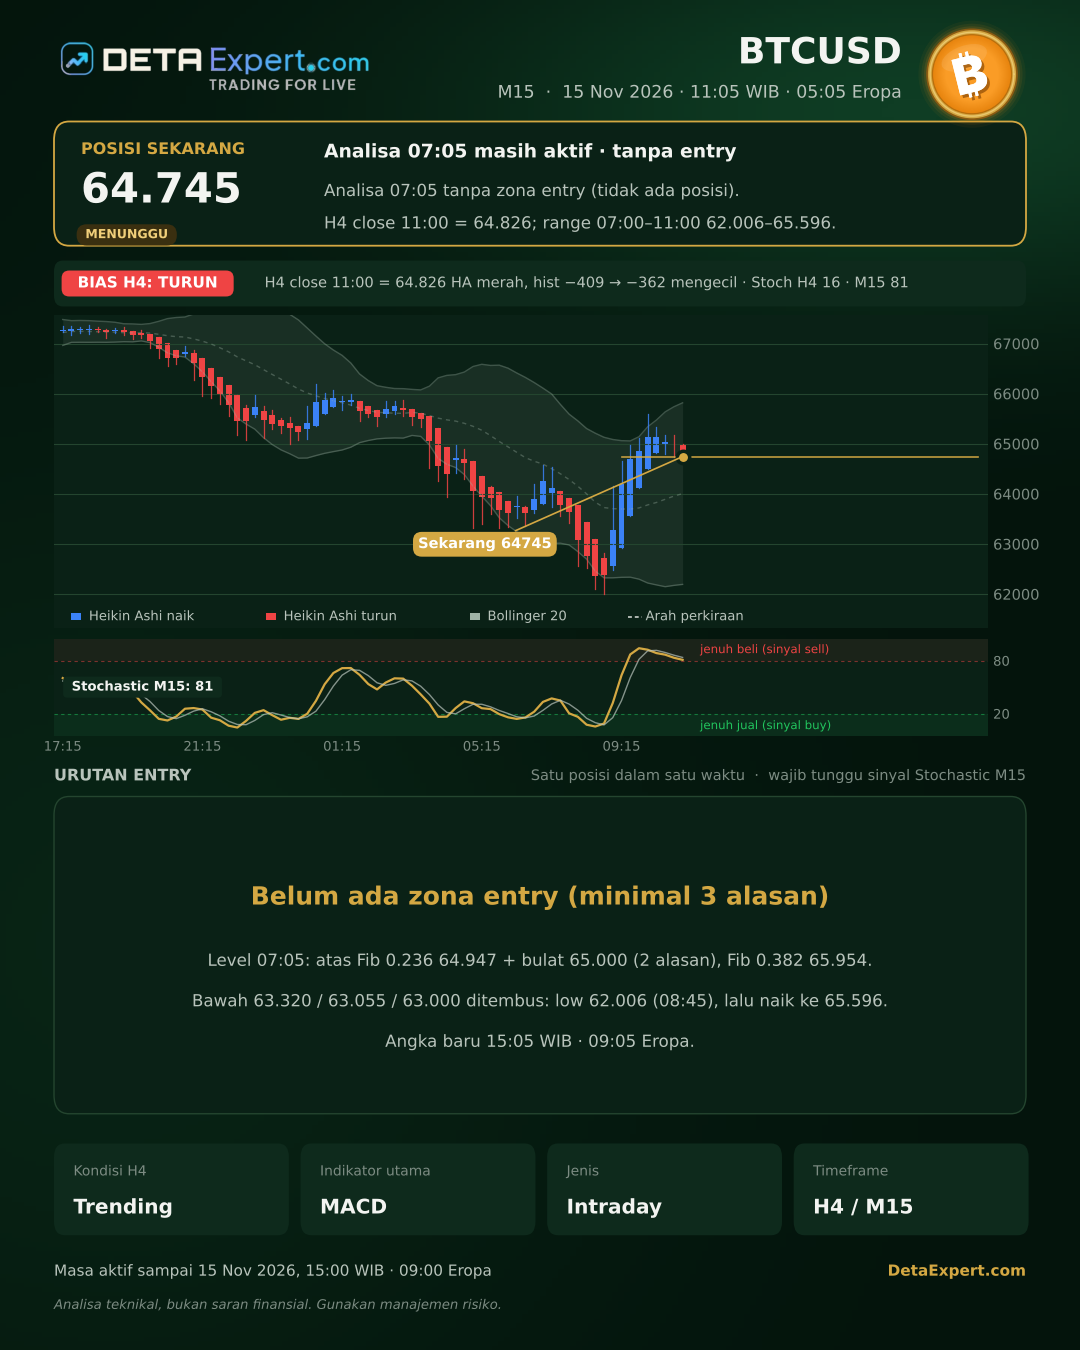 DETA Expert.com
TRADING FOR LIVE
BTCUSD
M15 · 15 Nov 2026 · 11:05 WIB · 05:05 Eropa
POSISI SEKARANG
64.745
MENUNGGU
Analisa 07:05 masih aktif · tanpa entry
Analisa 07:05 tanpa zona entry (tidak ada posisi).
H4 close 11:00 = 64.826; range 07:00–11:00 62.006–65.596.
BIAS H4: TURUN
H4 close 11:00 = 64.826 HA merah, hist −409 → −362 mengecil · Stoch H4 16 · M15 81
67000
66000
65000
64000
63000
62000
Sekarang 64745
Heikin Ashi naik
Heikin Ashi turun
Bollinger 20
Arah perkiraan
jenuh beli (sinyal sell)
80
Stochastic M15: 81
20
jenuh jual (sinyal buy)
17:15 21:15 01:15 05:15 09:15
URUTAN ENTRY
Satu posisi dalam satu waktu · wajib tunggu sinyal Stochastic M15
Belum ada zona entry (minimal 3 alasan)
Level 07:05: atas Fib 0.236 64.947 + bulat 65.000 (2 alasan), Fib 0.382 65.954.
Bawah 63.320 / 63.055 / 63.000 ditembus: low 62.006 (08:45), lalu naik ke 65.596.
Angka baru 15:05 WIB · 09:05 Eropa.
Kondisi H4
Trending
Indikator utama
MACD
Jenis
Intraday
Timeframe
H4 / M15
Masa aktif sampai 15 Nov 2026, 15:00 WIB · 09:00 Eropa
DetaExpert.com
Analisa teknikal, bukan saran finansial. Gunakan manajemen risiko.